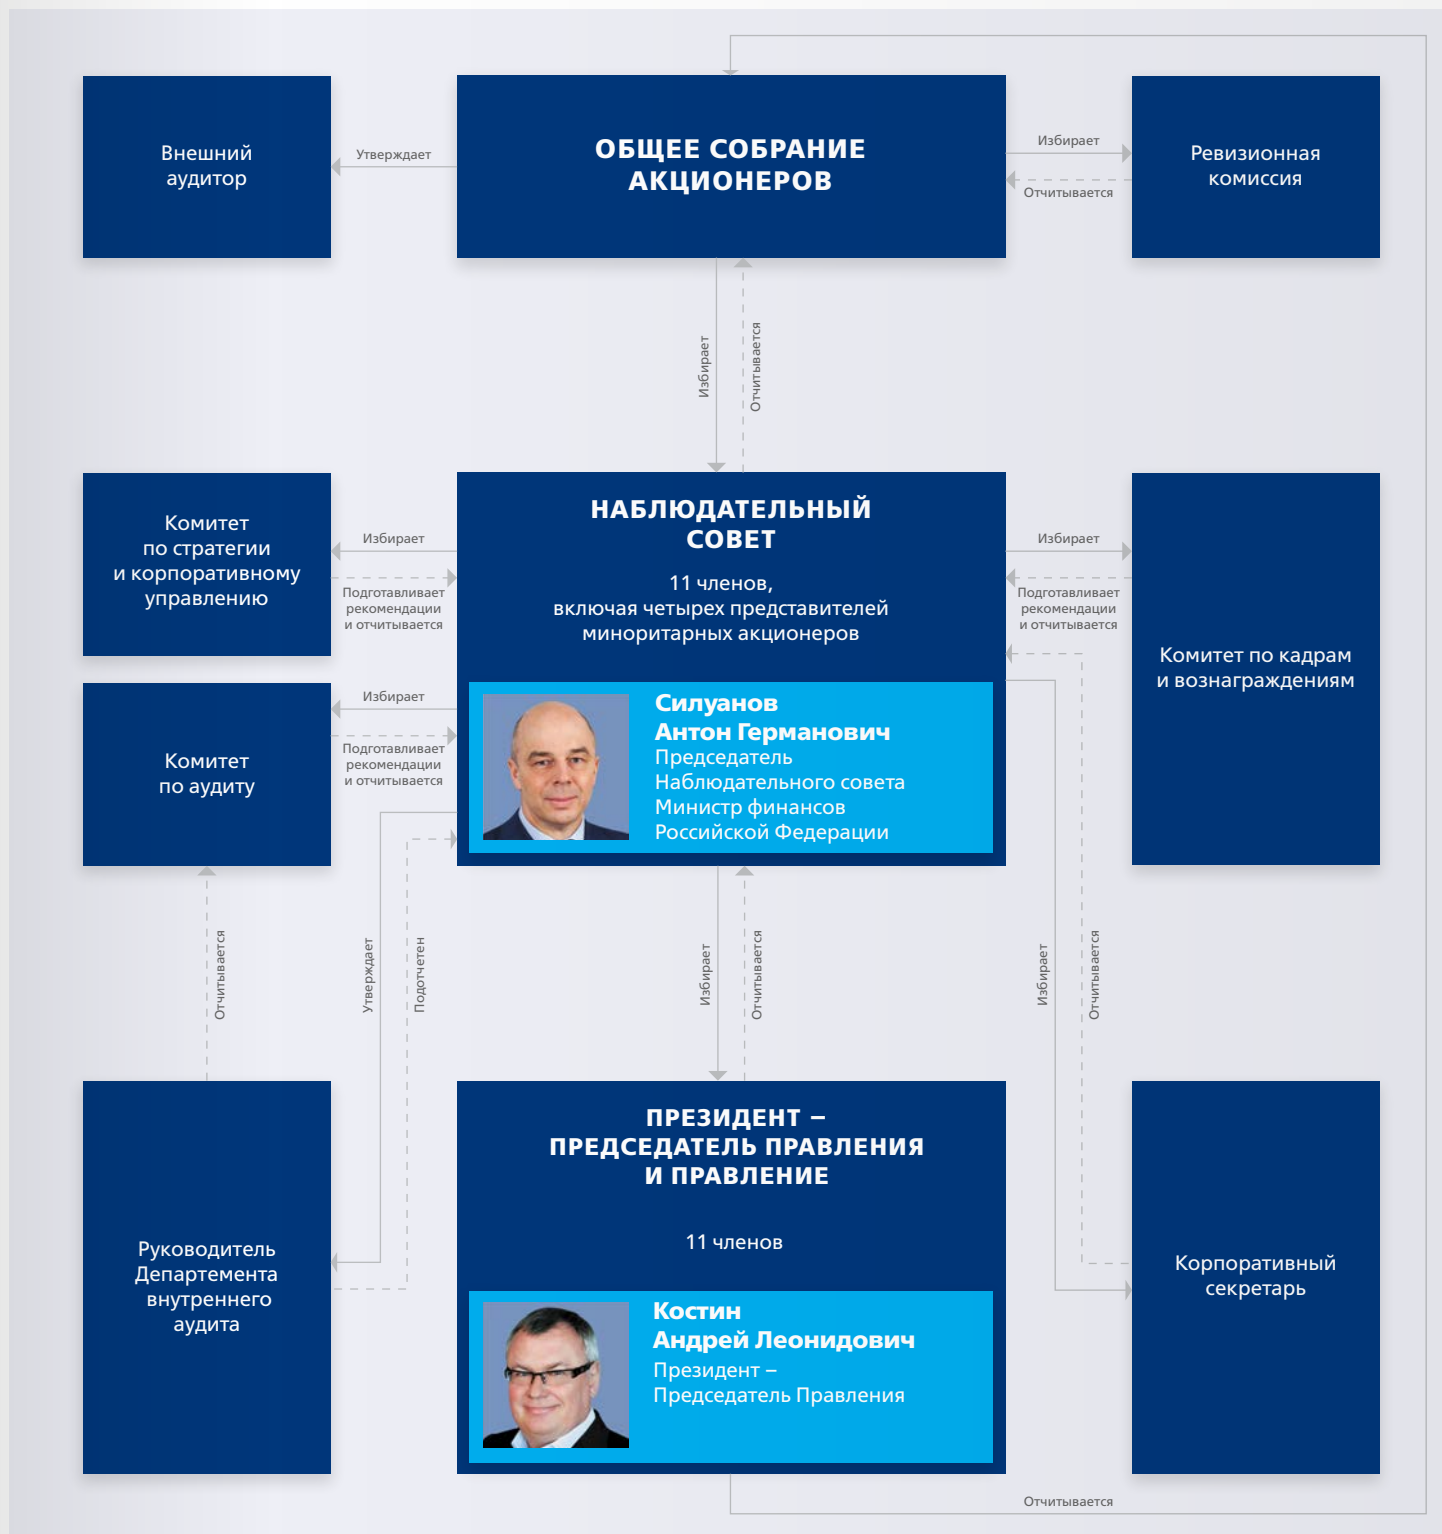 Внешний
аудитор
Утверждает
ОБЩЕЕ СОБРАНИЕ
АКЦИОНЕРОВ
Избирает
Отчитывается
Ревизионная
комиссия
Избирает
Отчитывается
Комитет
по стратегии
и корпоративному
управлению
Избирает
Подготавливает
рекомендации
и отчитывается
НАБЛЮДАТЕЛЬНЫЙ
СОВЕТ
11 членов,
включая четырех представителей
миноритарных акционеров
Избирает
Подготавливает
рекомендации
и отчитывается
Комитет по кадрам
и вознаграждениям
Комитет
по аудиту
Избирает
Подготавливает
рекомендации
и отчитывается
Силуанов
Антон Германович
Председатель
Наблюдательного совета
Министр финансов
Российской Федерации
Отчитывается
Утверждает
Подотчетен
Избирает
Отчитывается
Избирает
Отчитывается
Руководитель
Департемента
внутреннего
аудита
ПРЕЗИДЕНТ –
ПРЕДСЕДАТЕЛЬ ПРАВЛЕНИЯ
И ПРАВЛЕНИЕ
11 членов
Костин
Андрей Леонидович
Президент –
Председатель Правления
Корпоративный
секретарь
Отчитывается